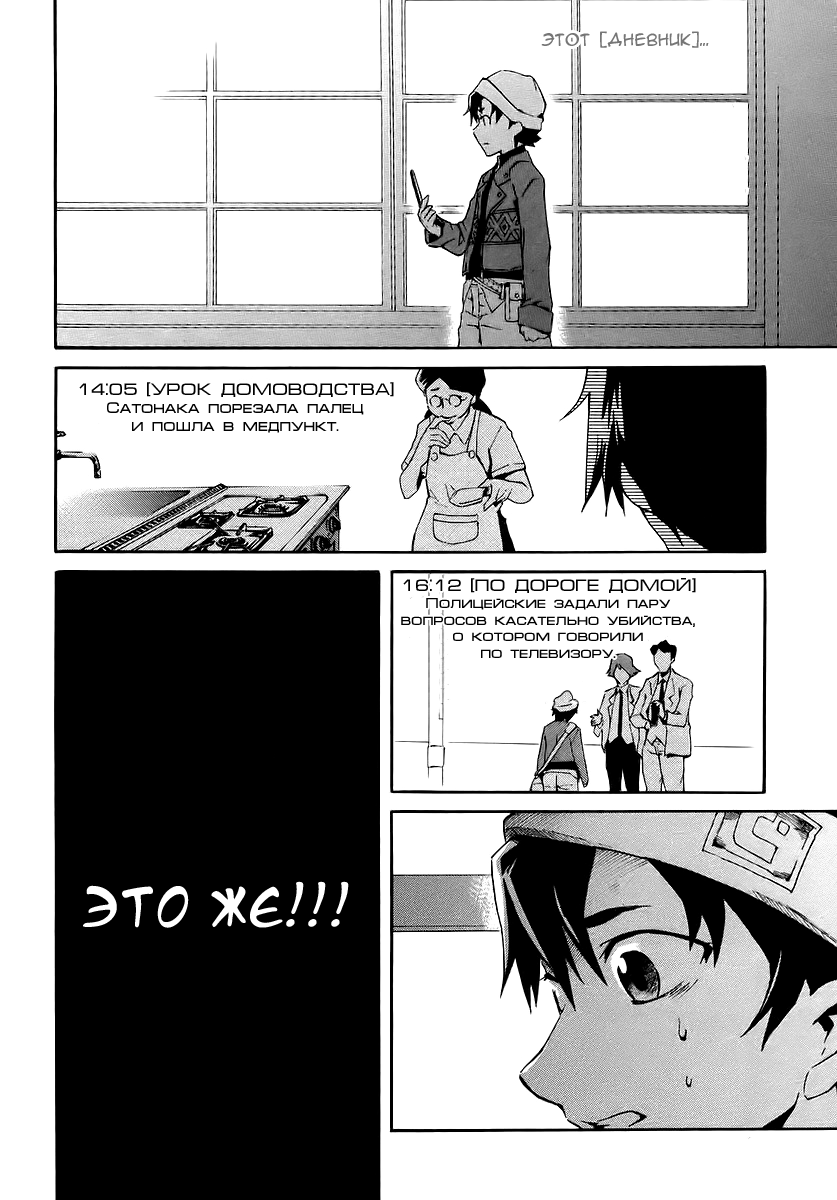 ЭТОТ [ДНЕВНИК]...
14:05 [УРОК ДОМОВОДСТВА]
САТОНАКА ПОРЕЗАЛА ПАЛЕЦ
И ПОШЛА В МЕДПУНКТ.
16:12 [ПО ДОРОГЕ ДОМОЙ]
ПОЛИЦЕЙСКИЕ ЗАДАЛИ ПАРУ
ВОПРОСОВ КАСАТЕЛЬНО УБИЙСТВА,
О КОТОРОМ ГОВОРИЛИ
ПО ТЕЛЕВИЗОРУ.
ЭТО ЖЕ!!!